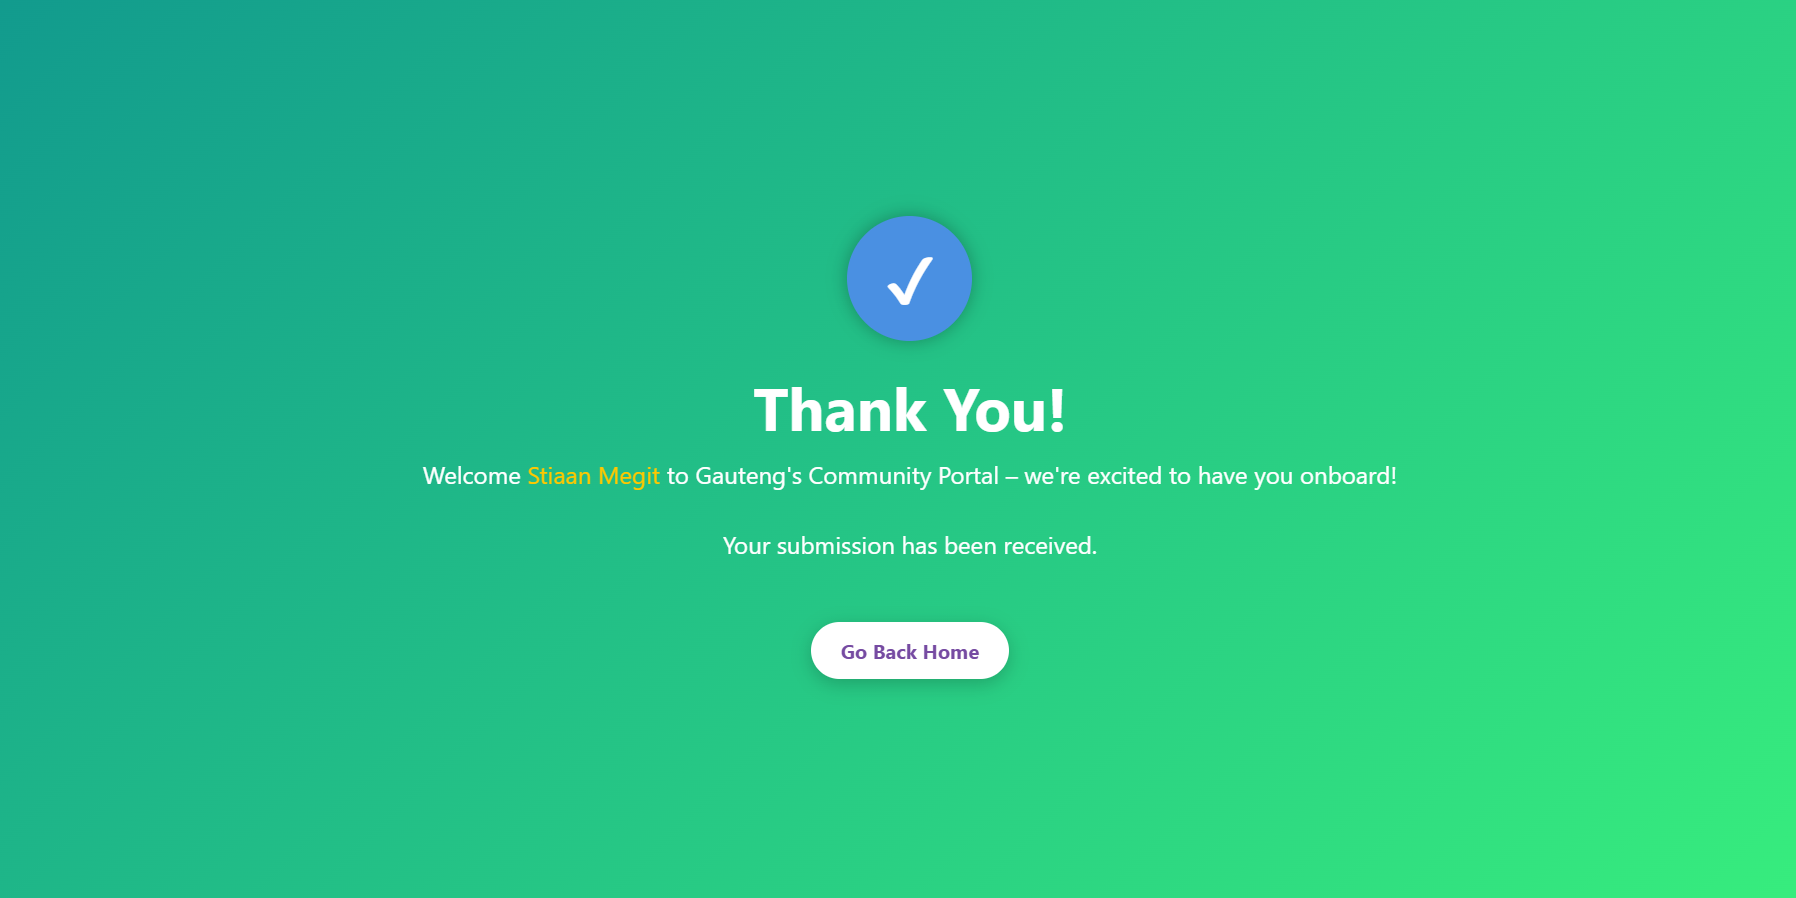 Thank You!
Welcome Stiaan Megit to Gauteng's Community Portal – we're excited to have you onboard!
Your submission has been received.
Go Back Home